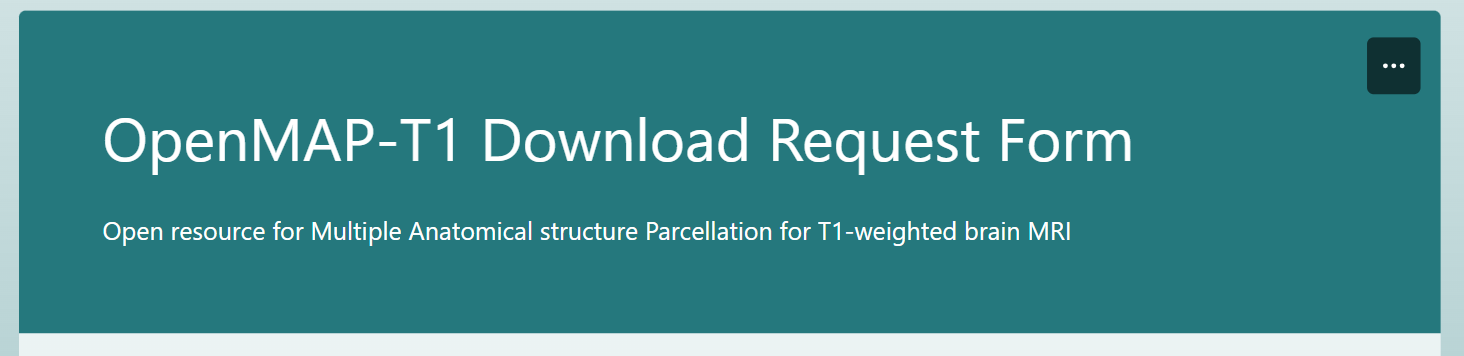 OpenMAP-T1 Download Request Form
Open resource for Multiple Anatomical structure Parcellation for T1-weighted brain MRI